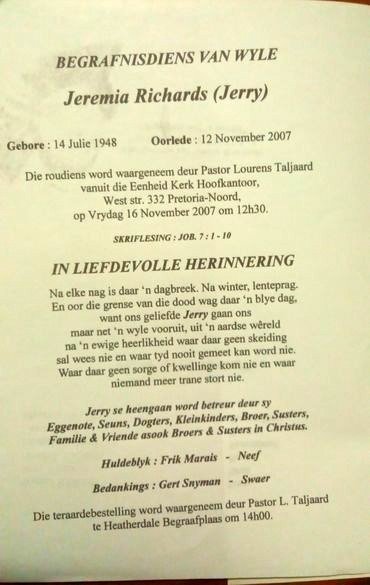 BEGRAFNISDIENS VAN WYLE
Jeremia Richards (Jerry)
Gebore : 14 Julie 1948 Oorlede : 12 November 2007
Die roudiens word waargeneem deur Pastor Lourens Taljaard
vanuit die Eenheid Kerk Hoofkantoor,
West str. 332 Pretoria-Noord,
op Vrydag 16 November 2007 om 12h30.
SKRIFLESING : JOB. 7 : 1 - 10
IN LIEFDEVOLLE HERINNERING
Na elke nag is daar 'n dagbreek. Na winter, lenteprag.
En oor die grense van die dood wag daar 'n blye dag,
want ons geliefde Jerry gaan ons
maar net 'n wyle vooruit, uit 'n aardse wêreld
na 'n ewige heerlikheid waar daar geen skeiding
sal wees nie en waar tyd nooit gemeet kan word nie.
Waar daar geen sorge of kwellinge kom nie en waar
niemand meer trane stort nie.
Jerry se heengaan word betreur deur sy
Eggenote, Seuns, Dogters, Kleinkinders, Broer, Susters,
Familie & Vriende asook Broers & Susters in Christus.
Huldeblyk : Frik Marais - Neef
Bedankings : Gert Snyman - Swaer
Die teraardebestelling word waargeneem deur Pastor L. Taljaard
te Heatherdale Begraafplaas om 14h00.